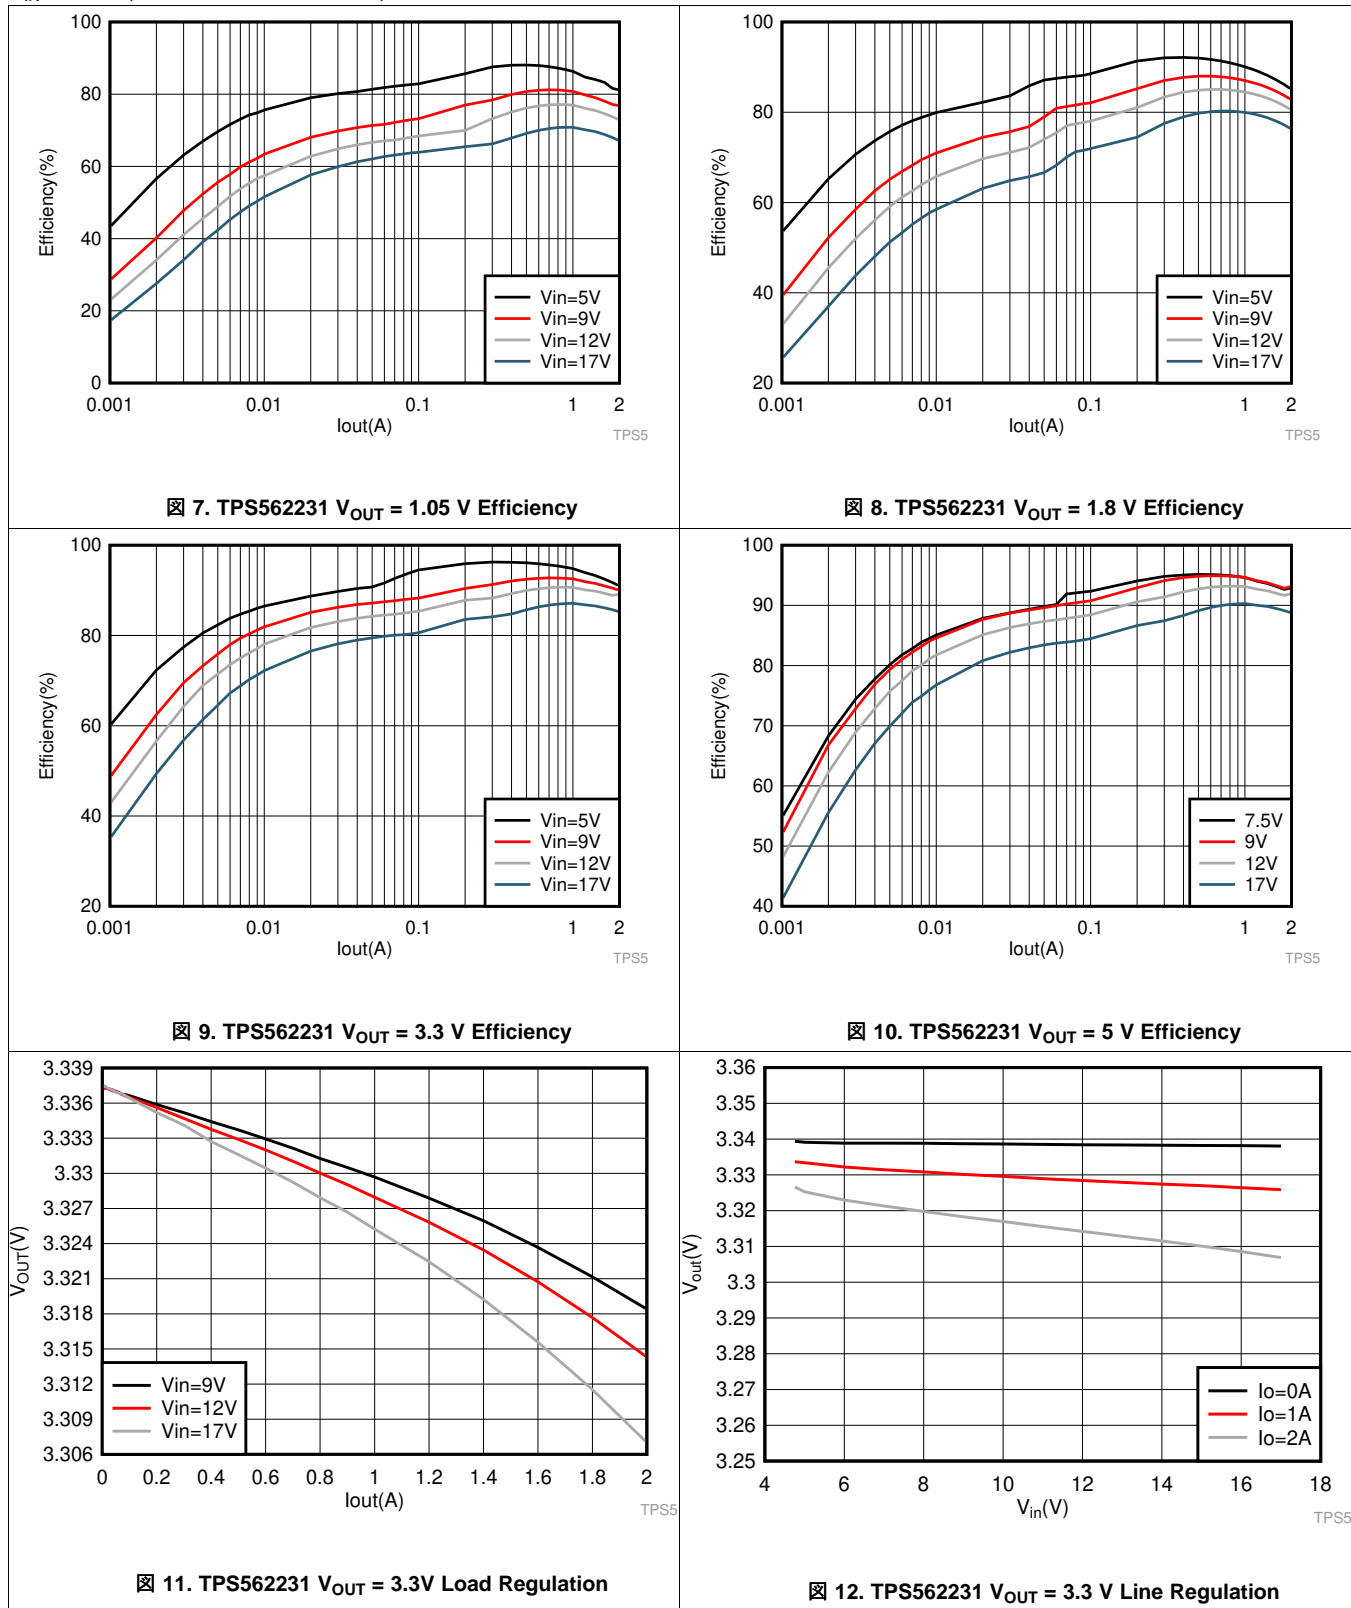 100
80
60
40
20
0
Efficiency(%)
Vin=5V
Vin=9V
Vin=12V
Vin=17V
0.001 0.01 0.1 1 2
Iout(A)
TPS5
図 7. TPS562231 VOUT = 1.05 V Efficiency
100
80
60
40
20
Efficiency(%)
Vin=5V
Vin=9V
Vin=12V
Vin=17V
0.001 0.01 0.1 1 2
Iout(A)
TPS5
図 8. TPS562231 VOUT = 1.8 V Efficiency
100
80
60
40
20
Efficiency(%)
Vin=5V
Vin=9V
Vin=12V
Vin=17V
0.001 0.01 0.1 1 2
Iout(A)
TPS5
図 9. TPS562231 VOUT = 3.3 V Efficiency
100
90
80
70
60
50
40
Efficiency(%)
7.5V
9V
12V
17V
0.001 0.01 0.1 1 2
Iout(A)
TPS5
図 10. TPS562231 VOUT = 5 V Efficiency
3.339
3.336
3.333
3.33
3.327
3.324
3.321
3.318
3.315
3.312
3.309
3.306
VOUT(V)
Vin=9V
Vin=12V
Vin=17V
0 0.2 0.4 0.6 0.8 1 1.2 1.4 1.6 1.8 2
Iout(A)
TPS5
図 11. TPS562231 VOUT = 3.3V Load Regulation
3.36
3.35
3.34
3.33
3.32
3.31
3.3
3.29
3.28
3.27
3.26
3.25
Vout(V)
Io=0A
Io=1A
Io=2A
4 6 8 10 12 14 16 18
Vin(V)
TPS5
図 12. TPS562231 VOUT = 3.3 V Line Regulation